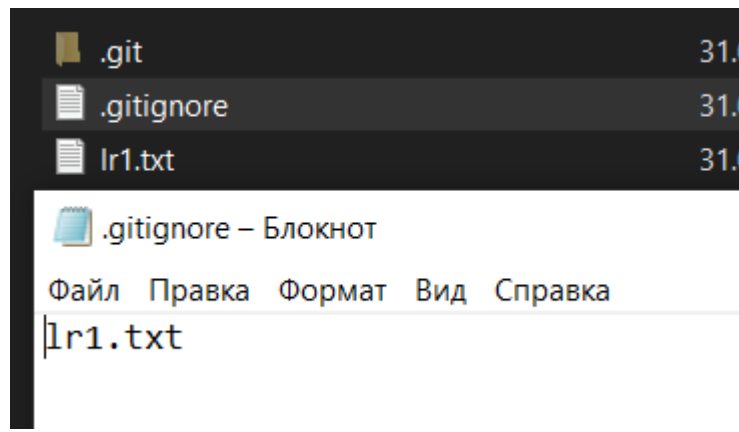 .git 31.
.gitignore 31.
lr1.txt 31.
.gitignore – Блокнот
Файл Правка Формат Вид Справка
lr1.txt